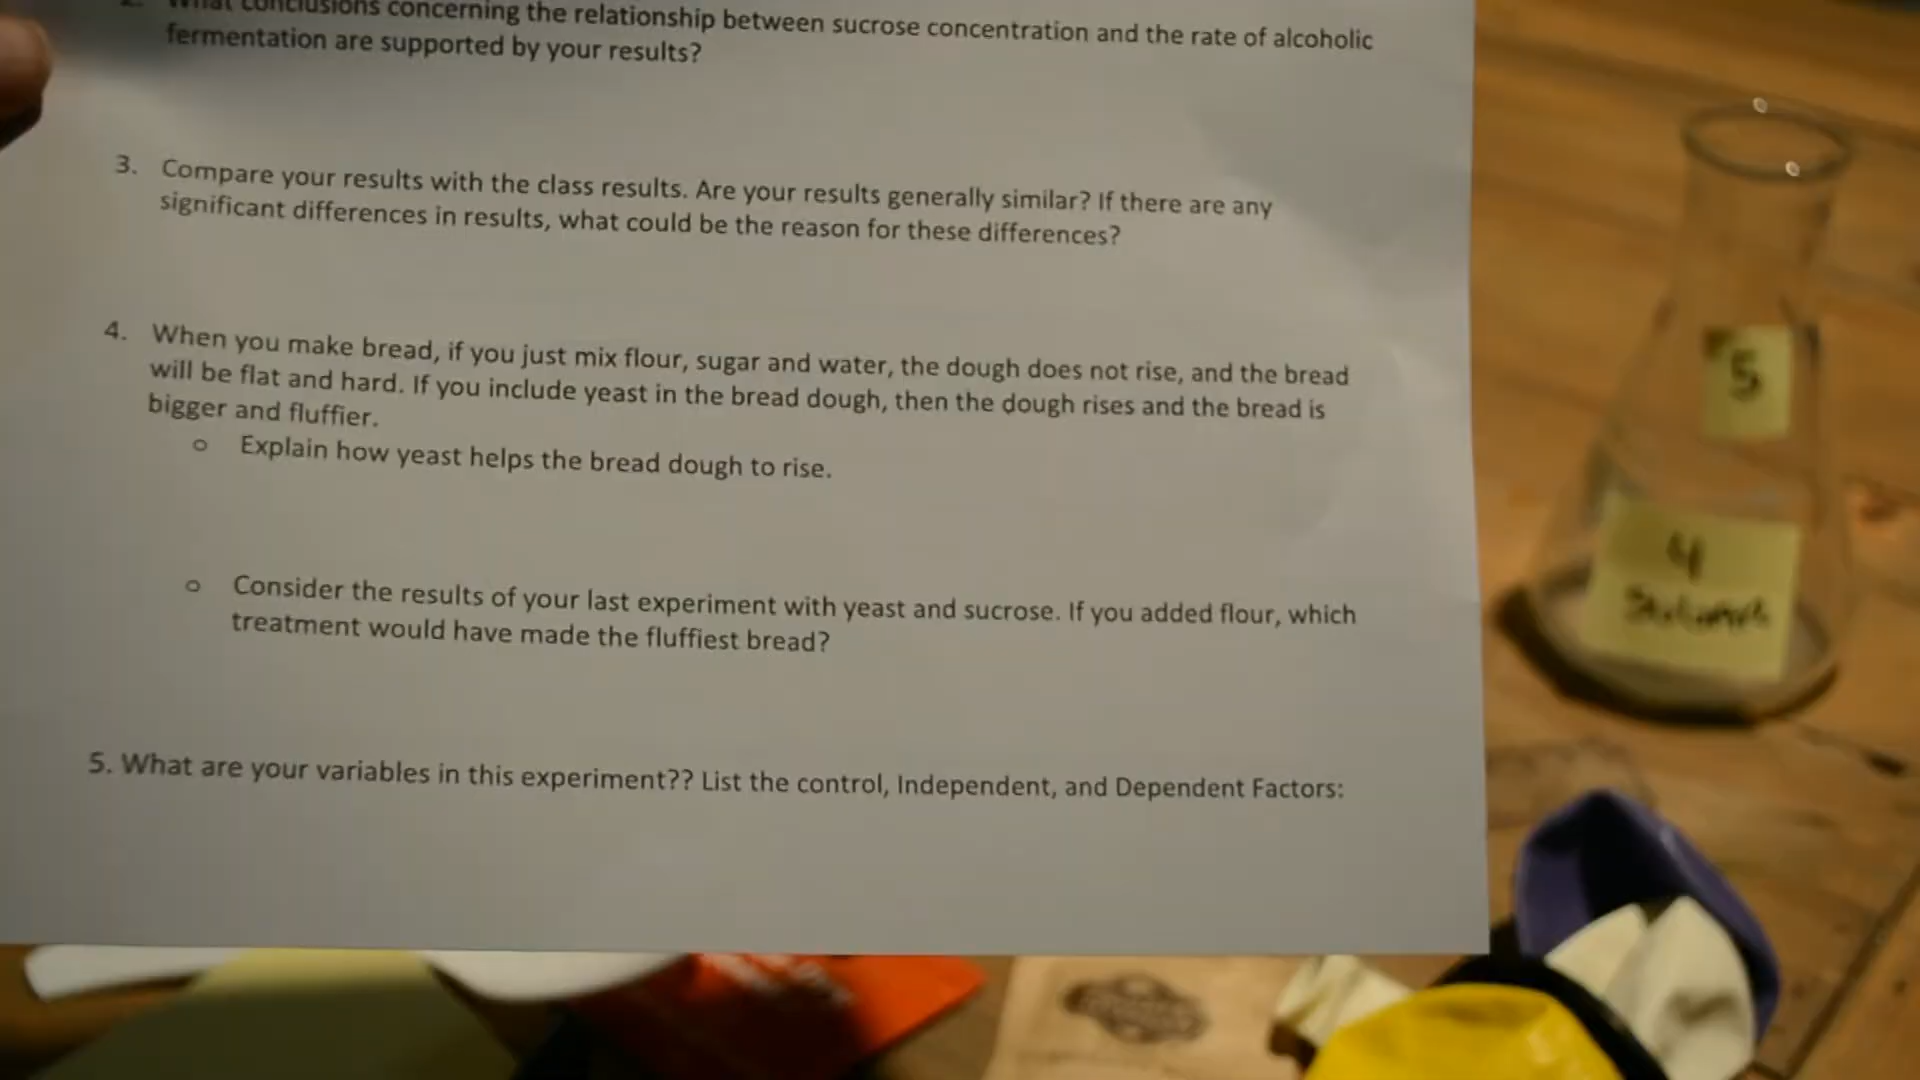 What conclusions concerning the relationship between sucrose concentration and the rate of alcoholic
fermentation are supported by your results?
3. Compare your results with the class results. Are your results generally similar? If there are any
significant differences in results, what could be the reason for these differences?
4. When you make bread, if you just mix flour, sugar and water, the dough does not rise, and the bread
will be flat and hard. If you include yeast in the bread dough, then the dough rises and the bread is
bigger and fluffier.
o Explain how yeast helps the bread dough to rise.
o Consider the results of your last experiment with yeast and sucrose. If you added flour, which
treatment would have made the fluffiest bread?
5. What are your variables in this experiment?? List the control, Independent, and Dependent Factors:
5
4